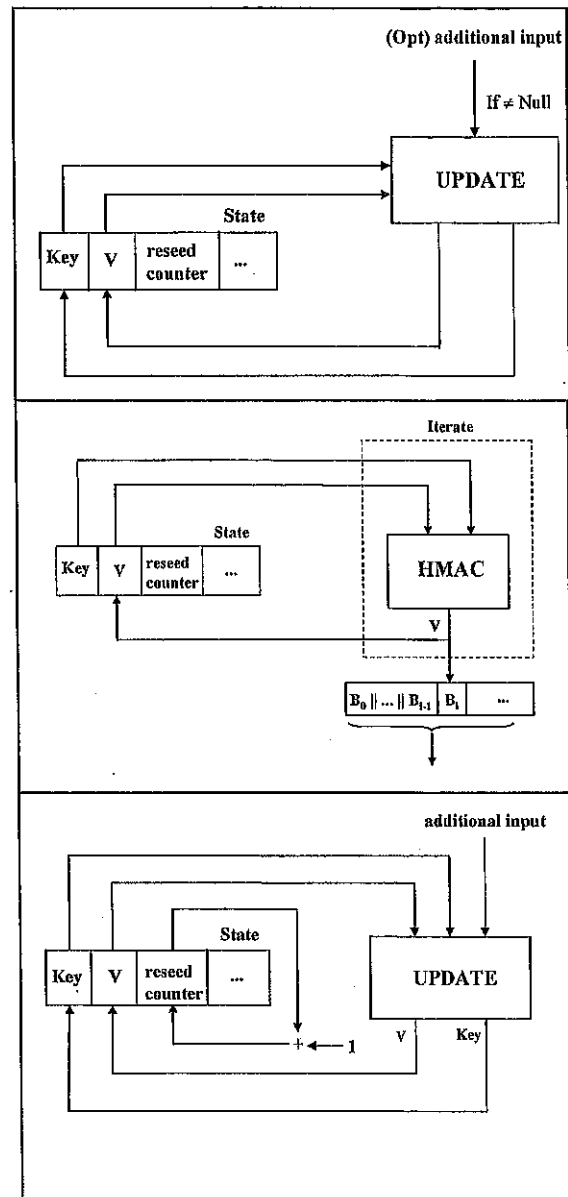 (Opt) additional input
If ≠ Null
UPDATE
State
Key V reseed counter ...
Iterate
State
HMAC
Key V reseed counter ...
V
B0 || ... || Bi-1 Bi ...
additional input
State
Key V reseed counter ...
UPDATE
V Key
+ 1